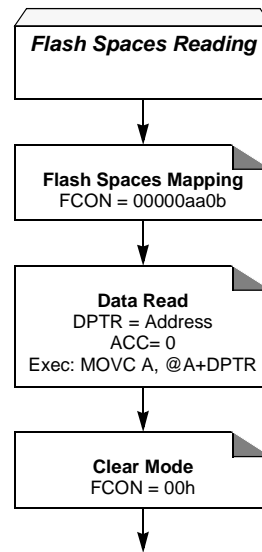 Flash Spaces Reading
Flash Spaces Mapping
FCON = 00000aa0b
Data Read
DPTR = Address
ACC= 0
Exec: MOVC A, @A+DPTR
Clear Mode
FCON = 00h